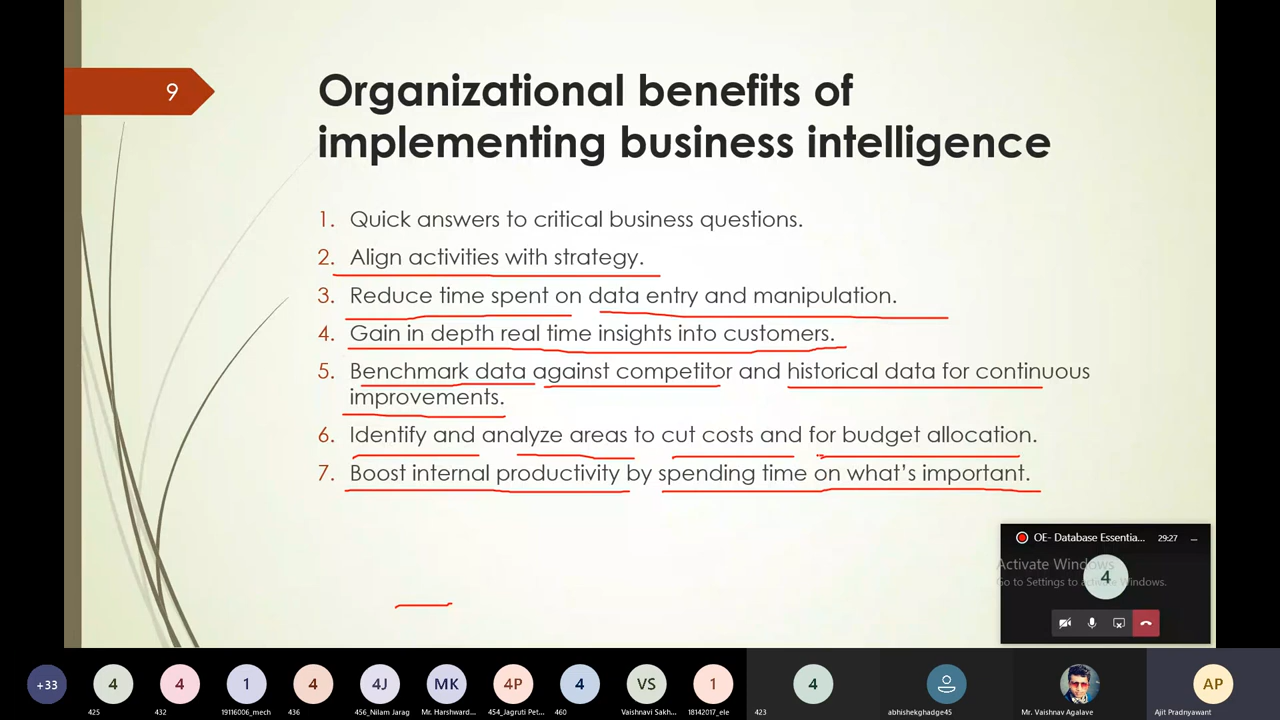 9
Organizational benefits of
implementing business intelligence
1. Quick answers to critical business questions.
2. Align activities with strategy.
3. Reduce time spent on data entry and manipulation.
4. Gain in depth real time insights into customers.
5. Benchmark data against competitor and historical data for continuous
improvements.
6. Identify and analyze areas to cut costs and for budget allocation.
7. Boost internal productivity by spending time on what's important.
OE- Database Essentia... 29:27
Activate Windows
4
Go to Settings to activate Windows.
+33 4 4 1 4 4J MK 4P 4 VS 1 4 AP
425 432 19116006_mech 436 456_Nilam Jarag Mr. Harshward... 454_Jagruti Pet... 460 Vaishnavi Sakh... 18142017_ele 423 abhishekghadge45 Mr. Vaishnav Agalave Ajit Pradnyawant